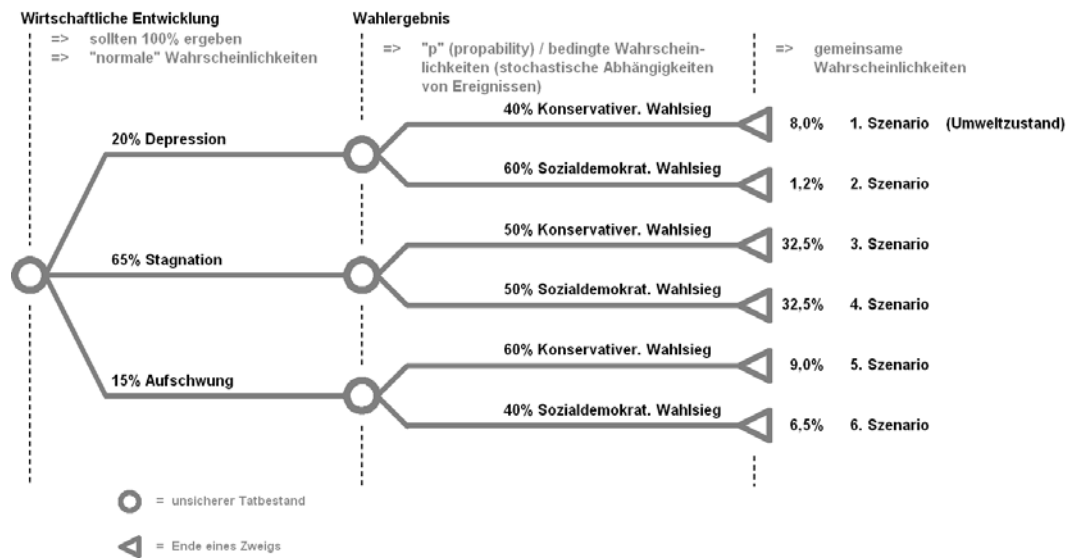 Wirtschaftliche Entwicklung
=> sollten 100% ergeben
=> "normale" Wahrscheinlichkeiten
Wahlergebnis
=> "p" (propability) / bedingte Wahrschein-
lichkeiten (stochastische Abhängigkeiten
von Ereignissen)
=> gemeinsame
Wahrscheinlichkeiten
20% Depression
40% Konservativer. Wahlsieg
8,0% 1. Szenario (Umweltzustand)
60% Sozialdemokrat. Wahlsieg
1,2% 2. Szenario
65% Stagnation
50% Konservativer. Wahlsieg
32,5% 3. Szenario
50% Sozialdemokrat. Wahlsieg
32,5% 4. Szenario
15% Aufschwung
60% Konservativer. Wahlsieg
9,0% 5. Szenario
40% Sozialdemokrat. Wahlsieg
6,5% 6. Szenario
= unsicherer Tatbestand
= Ende eines Zweigs